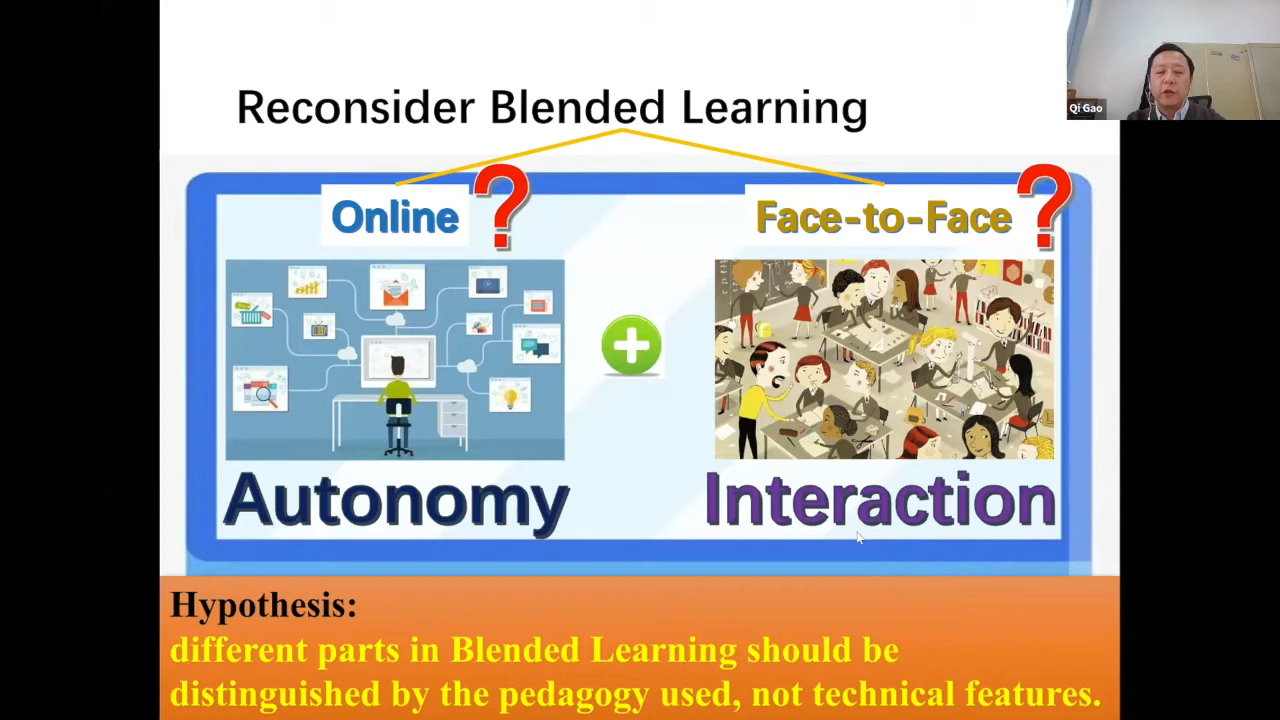 Qi Gao
Reconsider Blended Learning
Online ?
Face-to-Face ?
Autonomy
Interaction
Hypothesis:
different parts in Blended Learning should be
distinguished by the pedagogy used, not technical features.